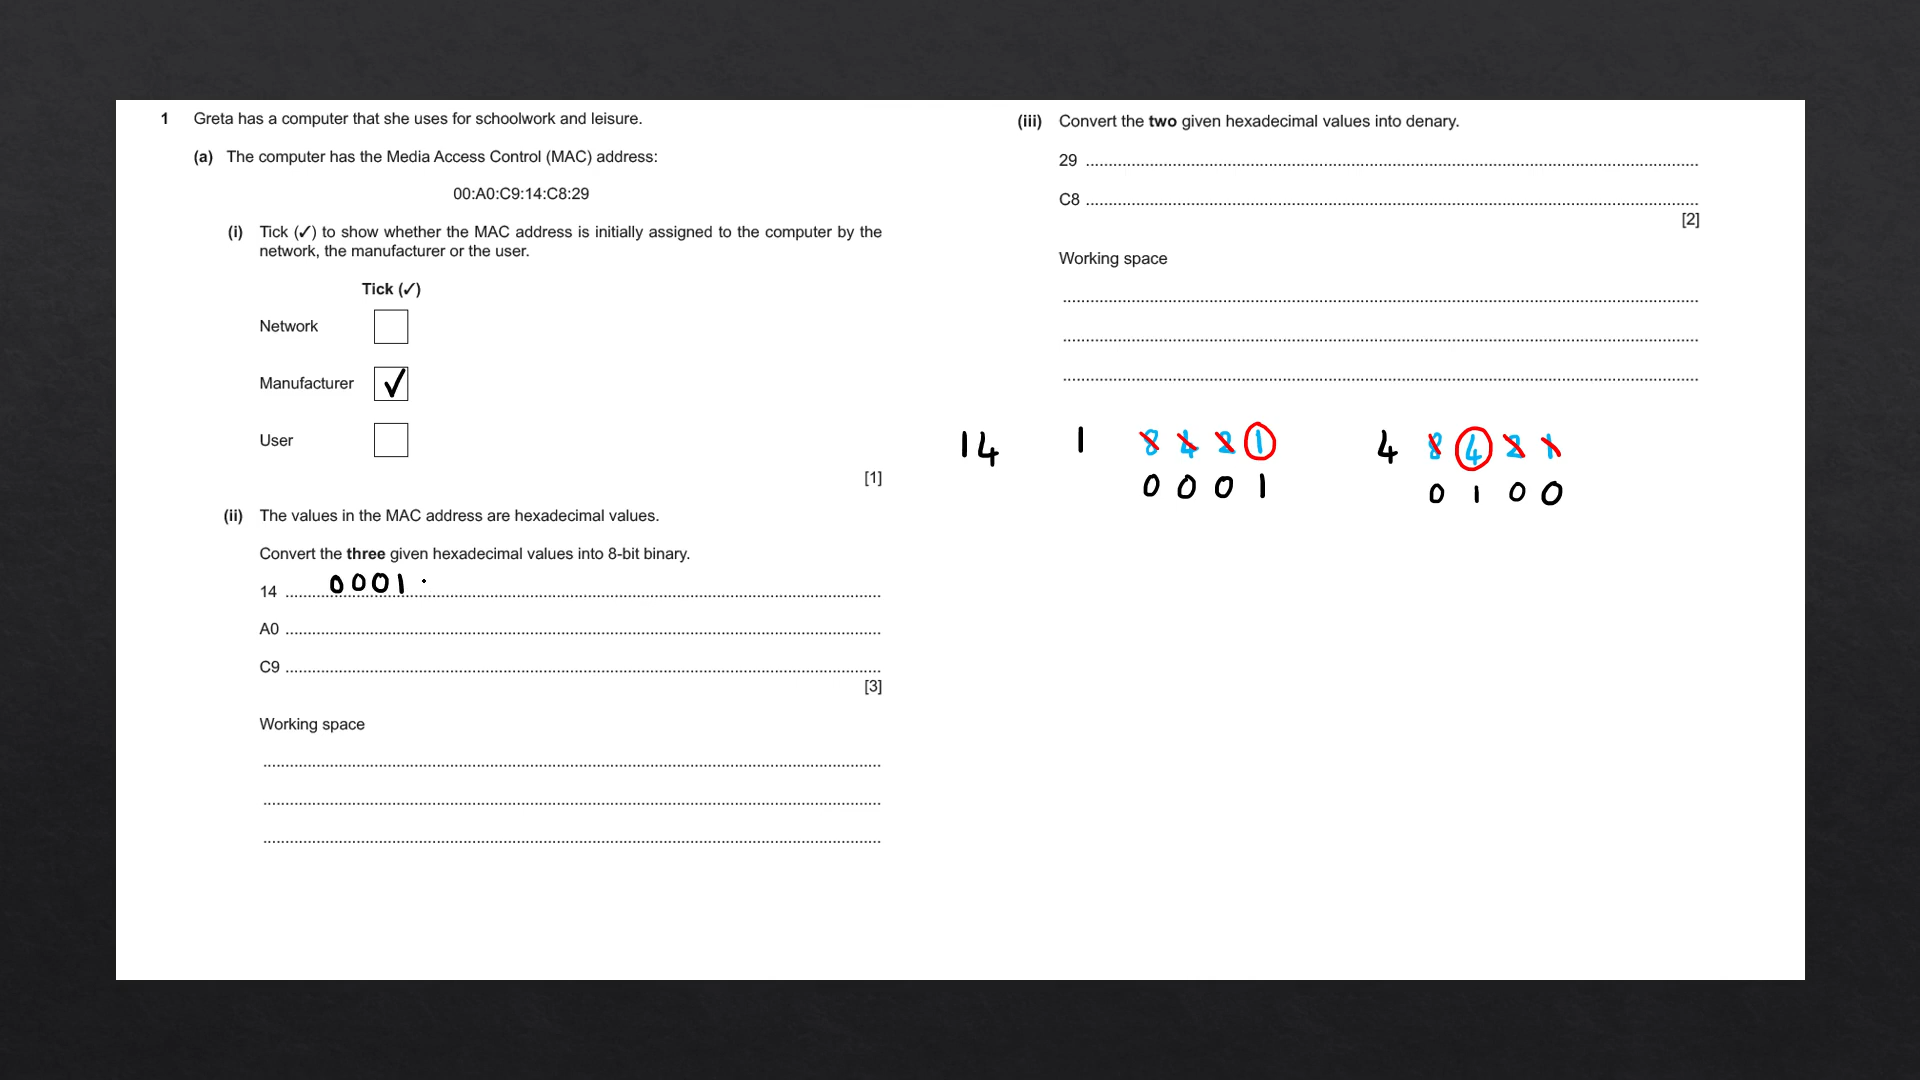 1 Greta has a computer that she uses for schoolwork and leisure.
(a) The computer has the Media Access Control (MAC) address:
00:A0:C9:14:C8:29
(i) Tick (✓) to show whether the MAC address is initially assigned to the computer by the
network, the manufacturer or the user.
Tick (✓)
Network
Manufacturer ✓
User
[1]
(ii) The values in the MAC address are hexadecimal values.
Convert the three given hexadecimal values into 8-bit binary.
14 ........ 0001
A0 ........
C9 ........
[3]
Working space
(iii) Convert the two given hexadecimal values into denary.
29 ........
C8 ........
[2]
Working space
14 1 8 4 2 1 4 8 4 2 1
0 0 0 1 0 1 0 0